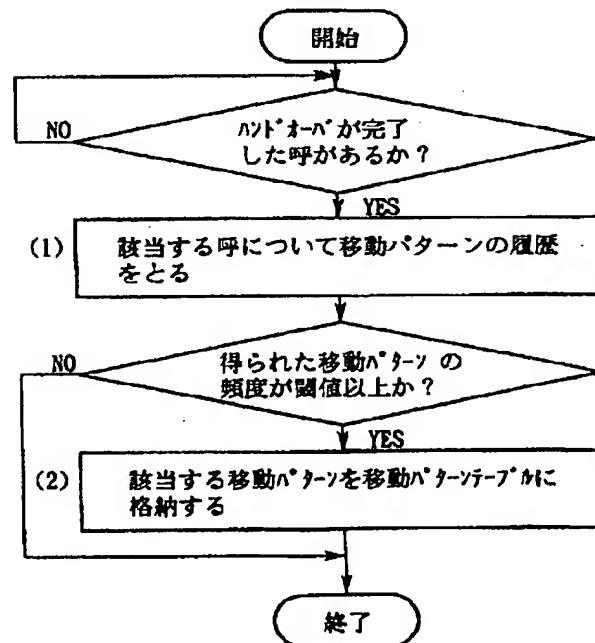 開始
ﾊﾝﾄﾞｵｰﾊﾞが完了
した呼があるか？
NO
YES
(1)
該当する呼について移動パターンの履歴
をとる
NO
得られた移動ﾊﾟﾀｰﾝの
頻度が閾値以上か？
YES
(2)
該当する移動ﾊﾟﾀｰﾝを移動ﾊﾟﾀｰﾝﾃｰﾌﾞﾙに
格納する
終了